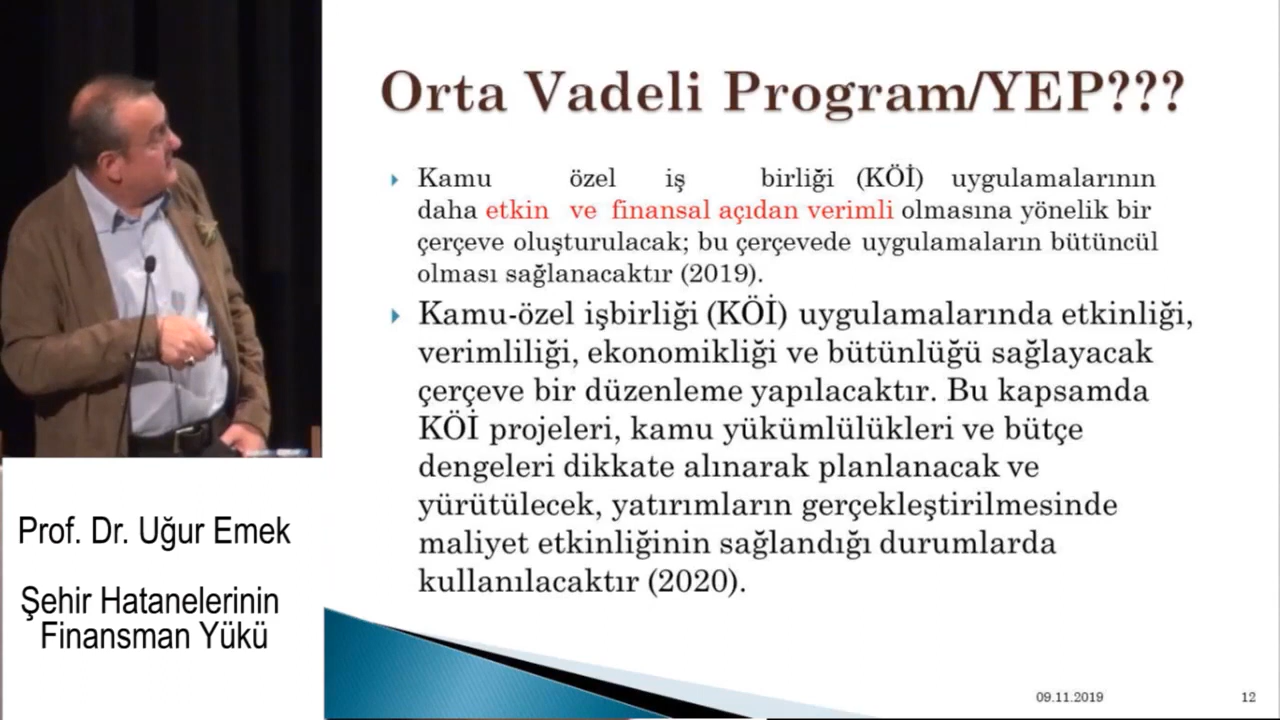 Orta Vadeli Program/YEP???
Kamu özel iş birliği (KÖİ) uygulamalarının
daha etkin ve finansal açıdan verimli olmasına yönelik bir
çerçeve oluşturulacak; bu çerçevede uygulamaların bütüncül
olması sağlanacaktır (2019).
Kamu-özel işbirliği (KÖİ) uygulamalarında etkinliği,
verimliliği, ekonomikliği ve bütünlüğü sağlayacak
çerçeve bir düzenleme yapılacaktır. Bu kapsamda
KÖİ projeleri, kamu yükümlülükleri ve bütçe
dengeleri dikkate alınarak planlanacak ve
yürütülecek, yatırımların gerçekleştirilmesinde
maliyet etkinliğinin sağlandığı durumlarda
kullanılacaktır (2020).
09.11.2019 12
Prof. Dr. Uğur Emek
Şehir Hatanelerinin
Finansman Yükü